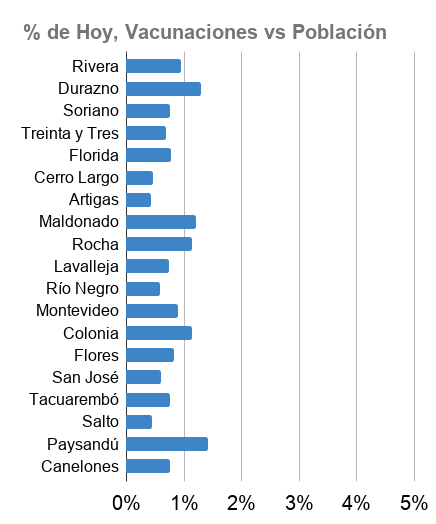 % de Hoy, Vacunaciones vs Población
Rivera
Durazno
Soriano
Treinta y Tres
Florida
Cerro Largo
Artigas
Maldonado
Rocha
Lavalleja
Río Negro
Montevideo
Colonia
Flores
San José
Tacuarembó
Salto
Paysandú
Canelones
0% 1% 2% 3% 4% 5%